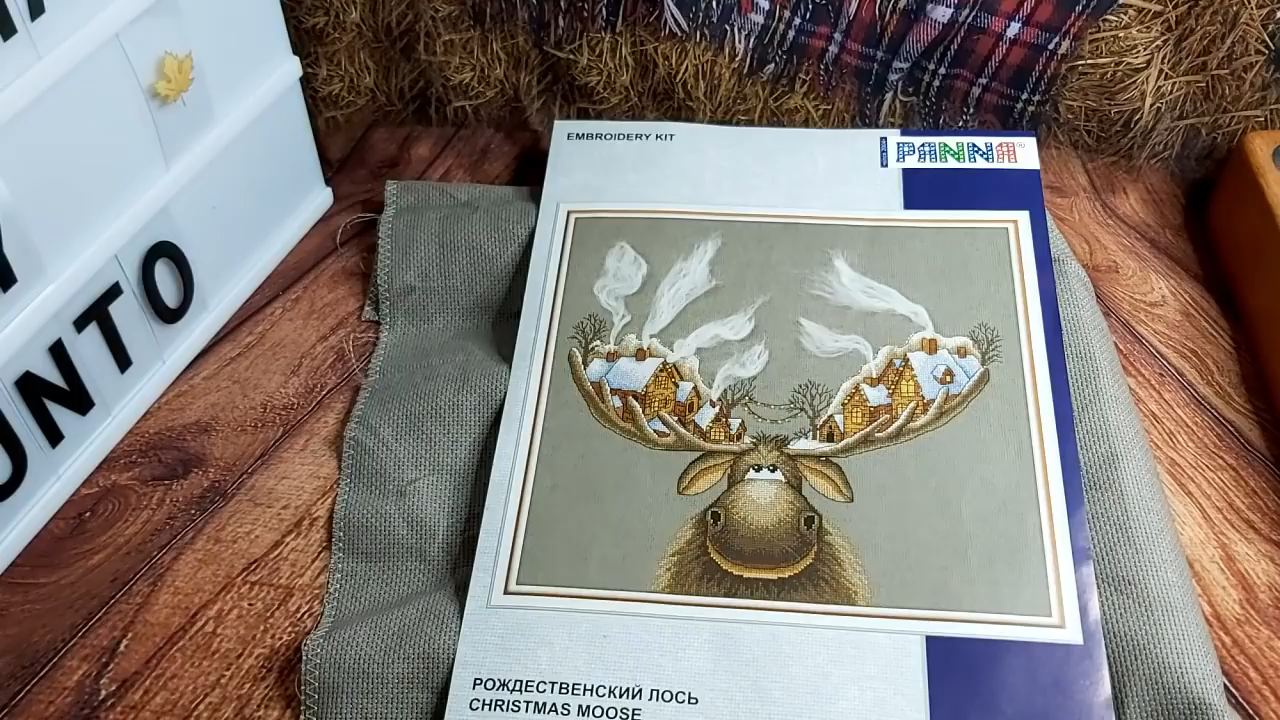 UNTO
EMBROIDERY KIT
PANNA®
РОЖДЕСТВЕНСКИЙ ЛОСЬ
CHRISTMAS MOOSE